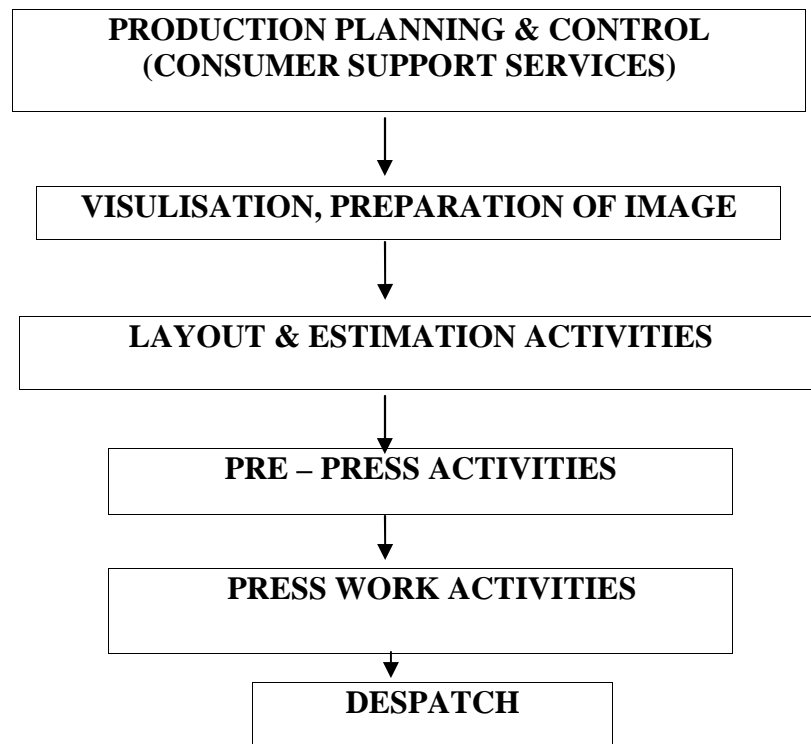 PRODUCTION PLANNING & CONTROL
(CONSUMER SUPPORT SERVICES)
VISULISATION, PREPARATION OF IMAGE
LAYOUT & ESTIMATION ACTIVITIES
PRE – PRESS ACTIVITIES
PRESS WORK ACTIVITIES
DESPATCH